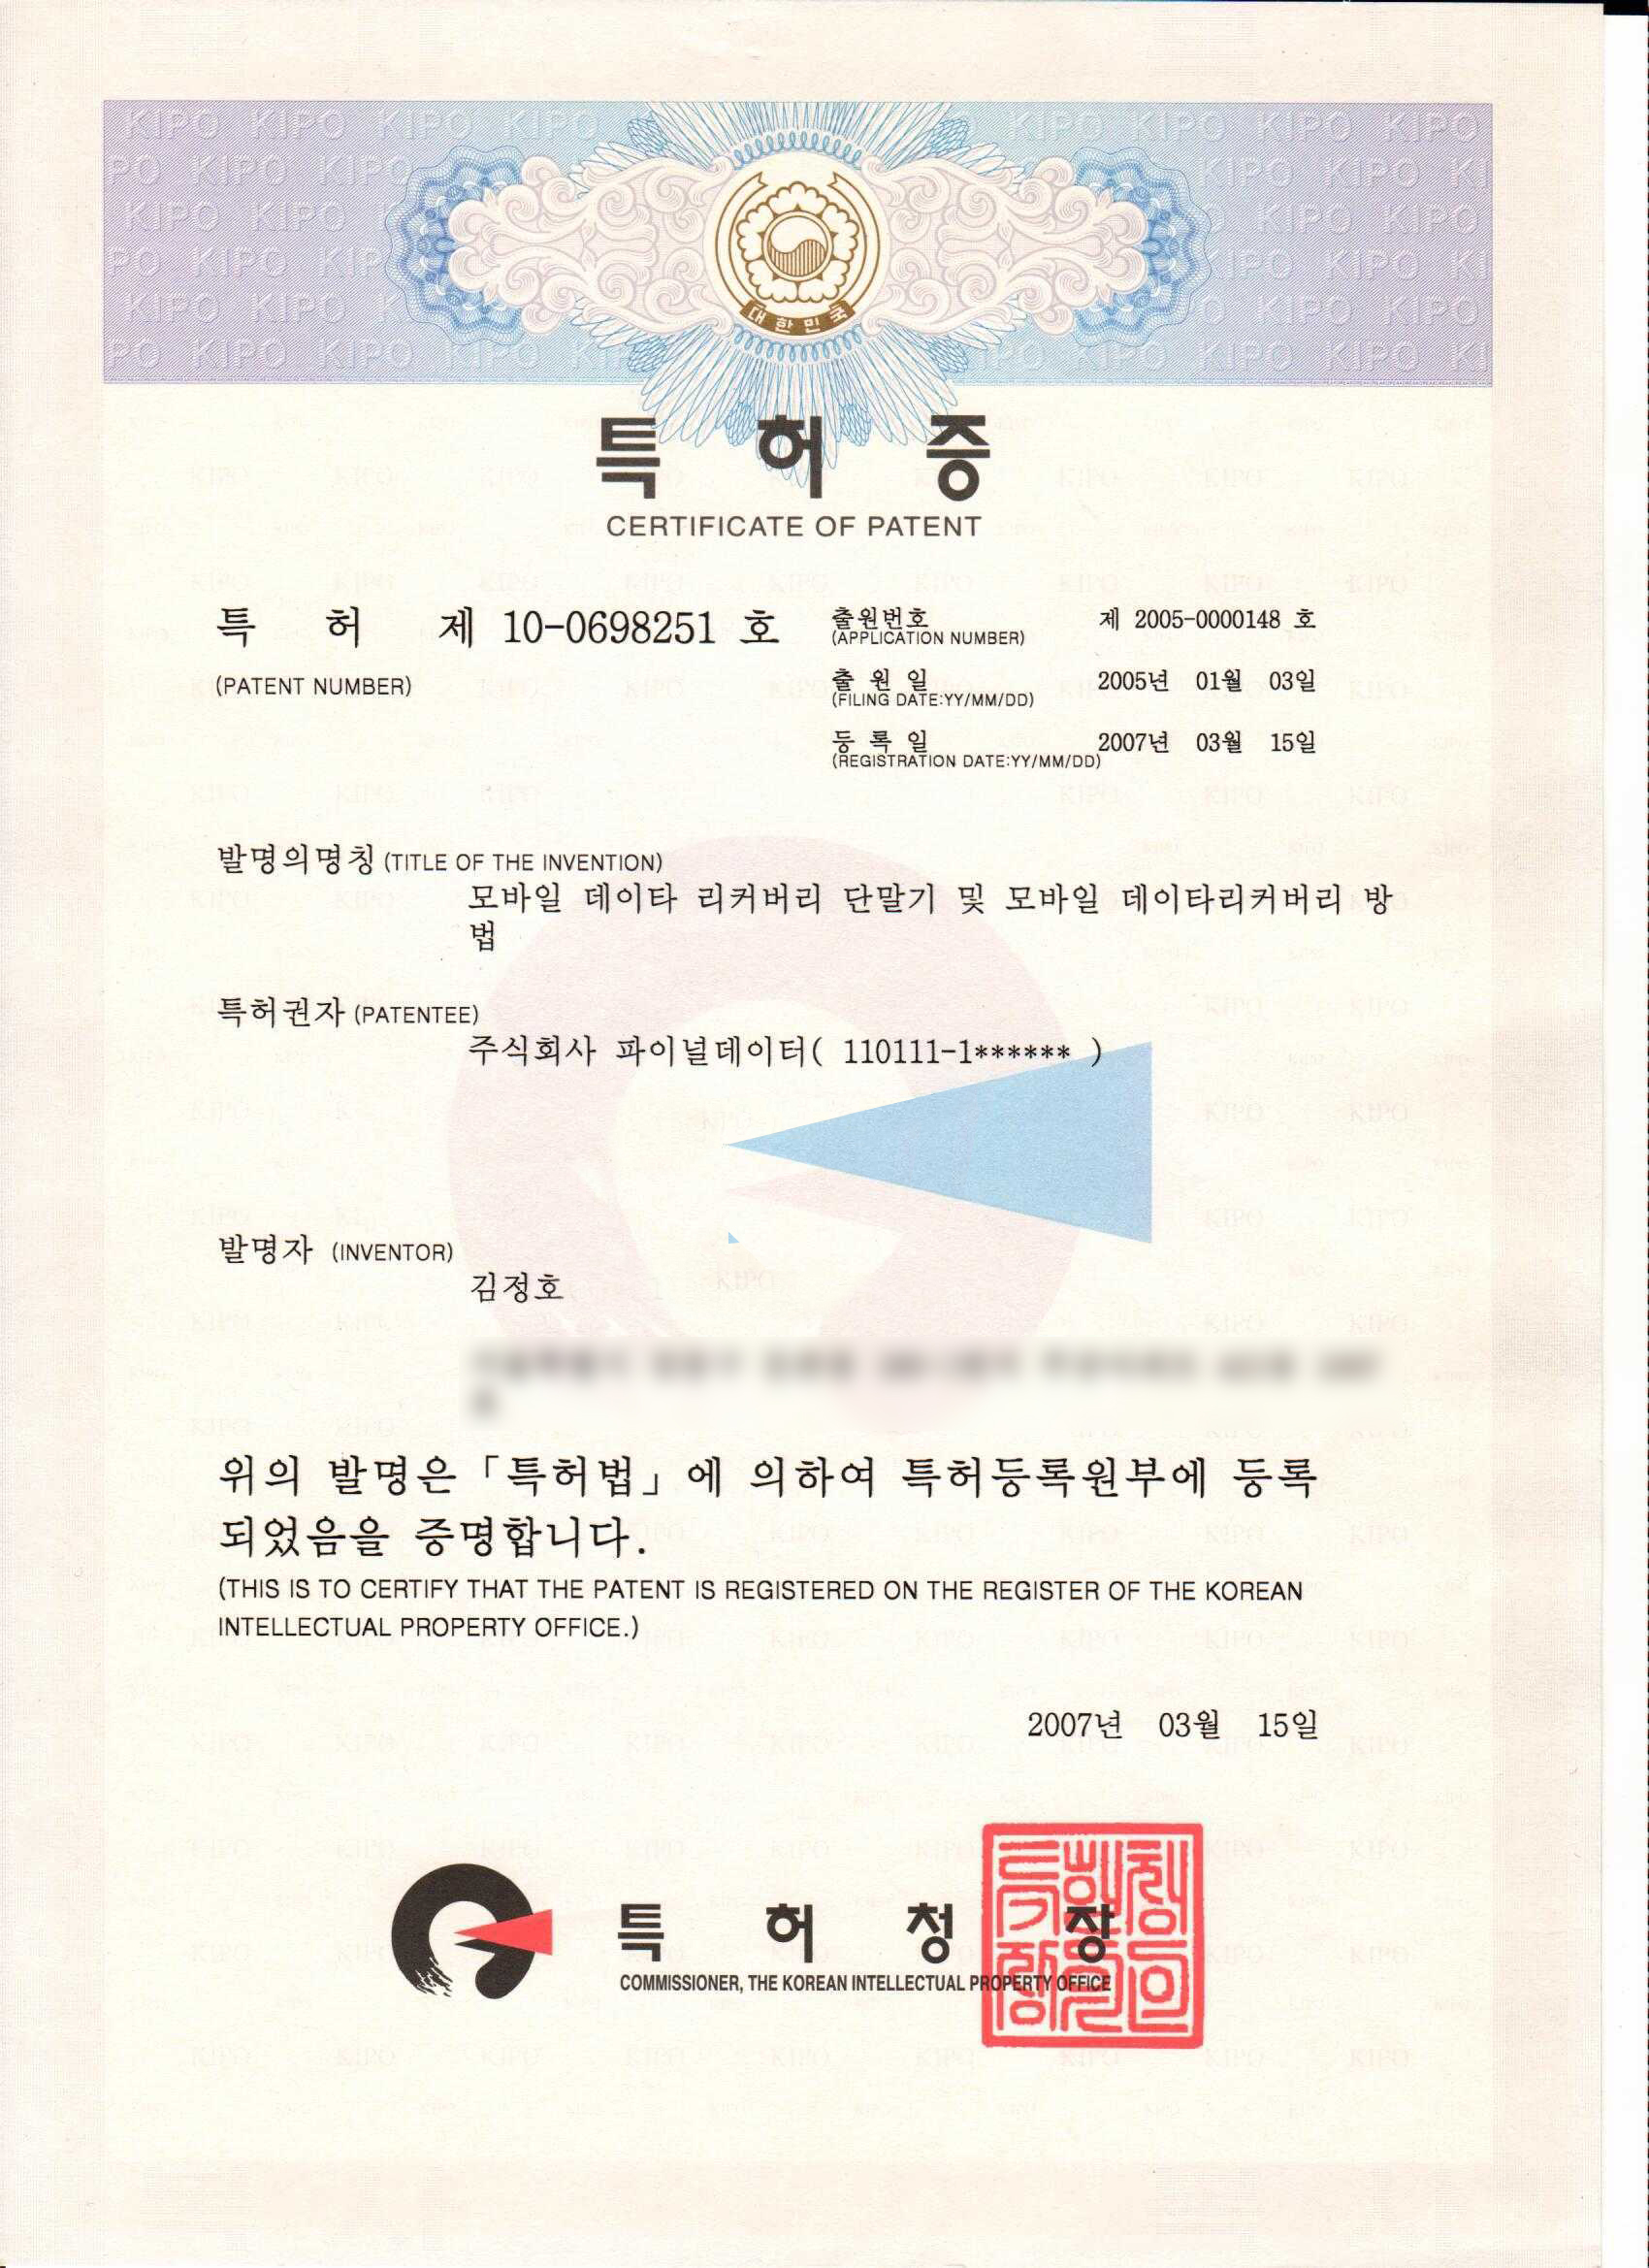 대한민국
특 허 증
CERTIFICATE OF PATENT
특 허 제 10-0698251 호
(PATENT NUMBER)
출원번호 제 2005-0000148 호
(APPLICATION NUMBER)
출 원 일 2005년 01월 03일
(FILING DATE:YY/MM/DD)
등 록 일 2007년 03월 15일
(REGISTRATION DATE:YY/MM/DD)
발명의명칭 (TITLE OF THE INVENTION)
모바일 데이타 리커버리 단말기 및 모바일 데이타리커버리 방
법
특허권자 (PATENTEE)
주식회사 파이널데이터( 110111-1****** )
발명자 (INVENTOR)
김정호
위의 발명은 「특허법」에 의하여 특허등록원부에 등록
되었음을 증명합니다.
(THIS IS TO CERTIFY THAT THE PATENT IS REGISTERED ON THE REGISTER OF THE KOREAN
INTELLECTUAL PROPERTY OFFICE.)
2007년 03월 15일
특 허 청 장
COMMISSIONER, THE KOREAN INTELLECTUAL PROPERTY OFFICE